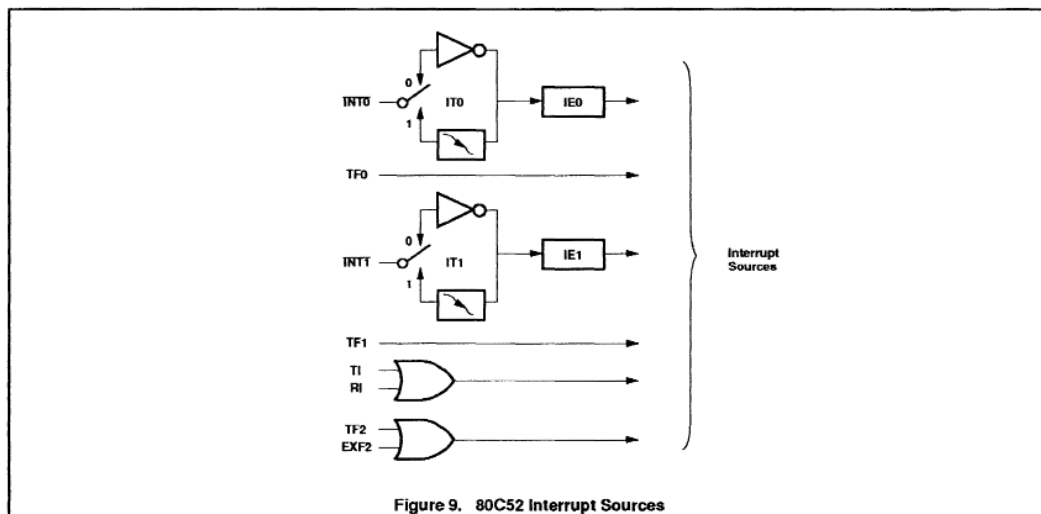 0
INT0
IT0
IE0
1
TF0
0
INT1
IT1
IE1
1
Interrupt
Sources
TF1
TI
RI
TF2
EXF2
Figure 9. 80C52 Interrupt Sources